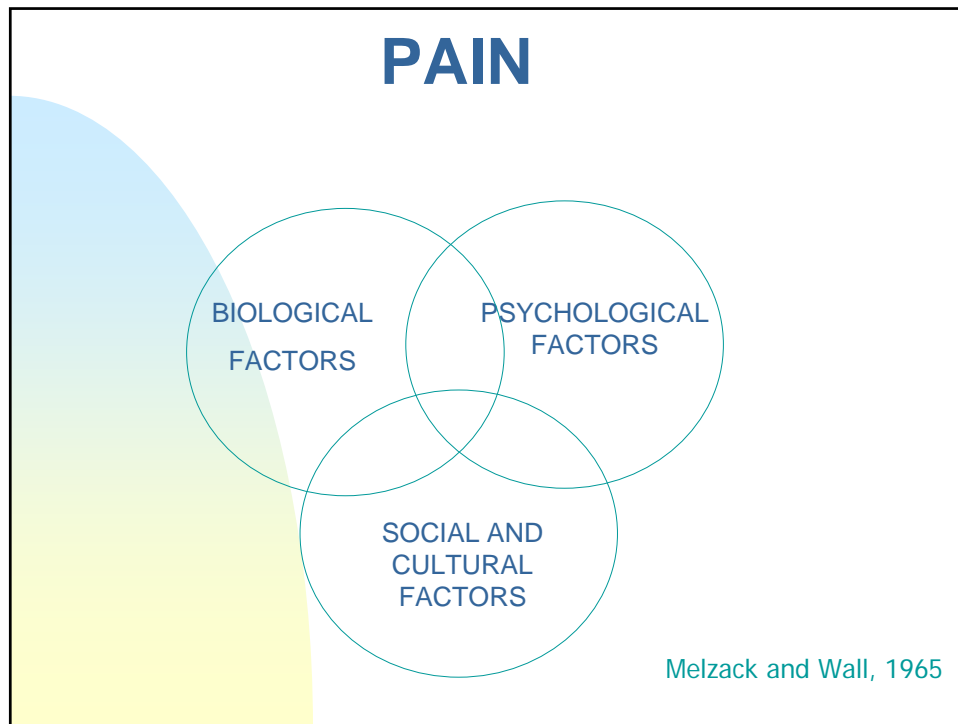 PAIN
BIOLOGICAL
FACTORS
PSYCHOLOGICAL
FACTORS
SOCIAL AND
CULTURAL
FACTORS
Melzack and Wall, 1965